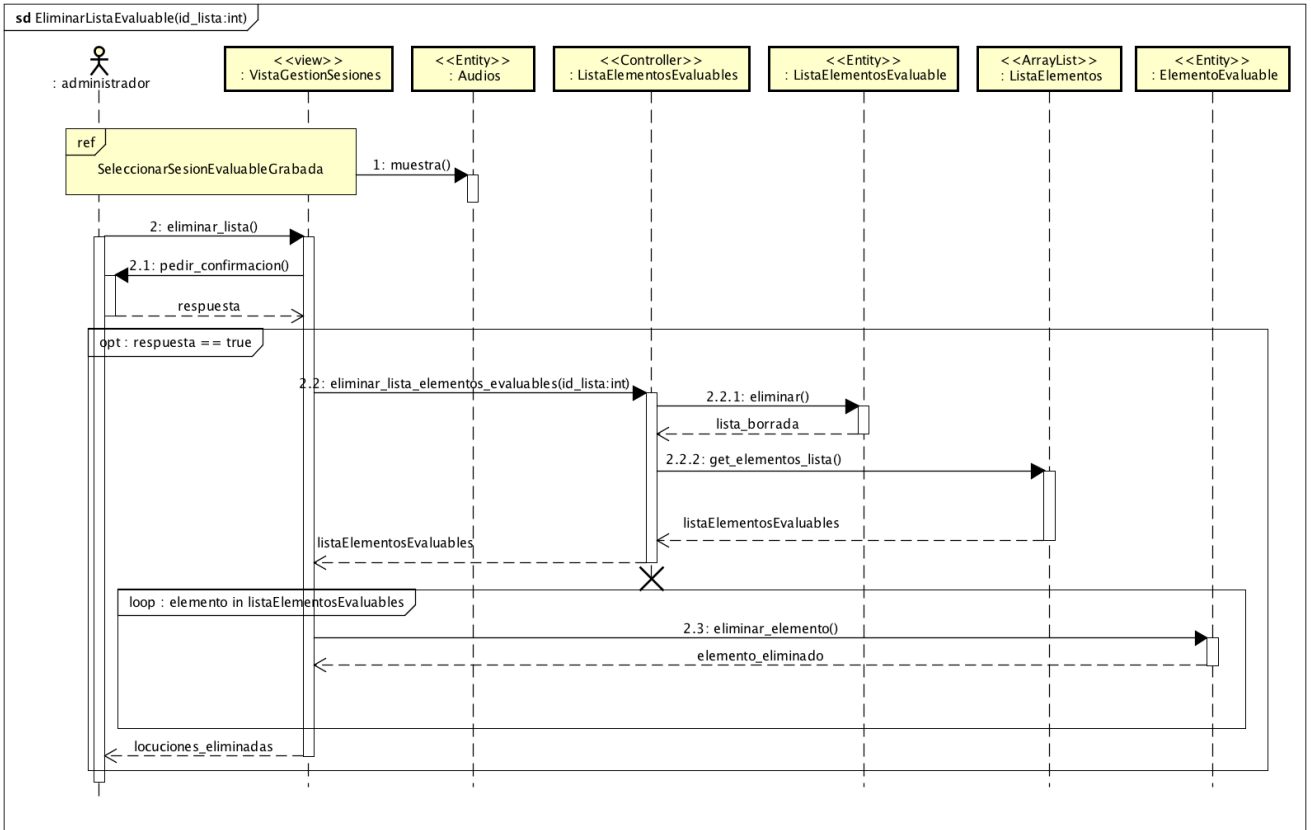 sd EliminarListaEvaluable(id_lista:int)
: administrador
<<view>>
: VistaGestionSesiones
<<Entity>>
: Audios
<<Controller>>
: ListaElementosEvaluables
<<Entity>>
: ListaElementosEvaluable
<<ArrayList>>
: ListaElementos
<<Entity>>
: ElementoEvaluable
ref
SeleccionarSesionEvaluableGrabada
1: muestra()
2: eliminar_lista()
2.1: pedir_confirmacion()
respuesta
opt : respuesta == true
2.2: eliminar_lista_elementos_evaluables(id_lista:int)
2.2.1: eliminar()
lista_borrada
2.2.2: get_elementos_lista()
listaElementosEvaluables
listaElementosEvaluables
loop : elemento in listaElementosEvaluables
2.3: eliminar_elemento()
elemento_eliminado
locuciones_eliminadas